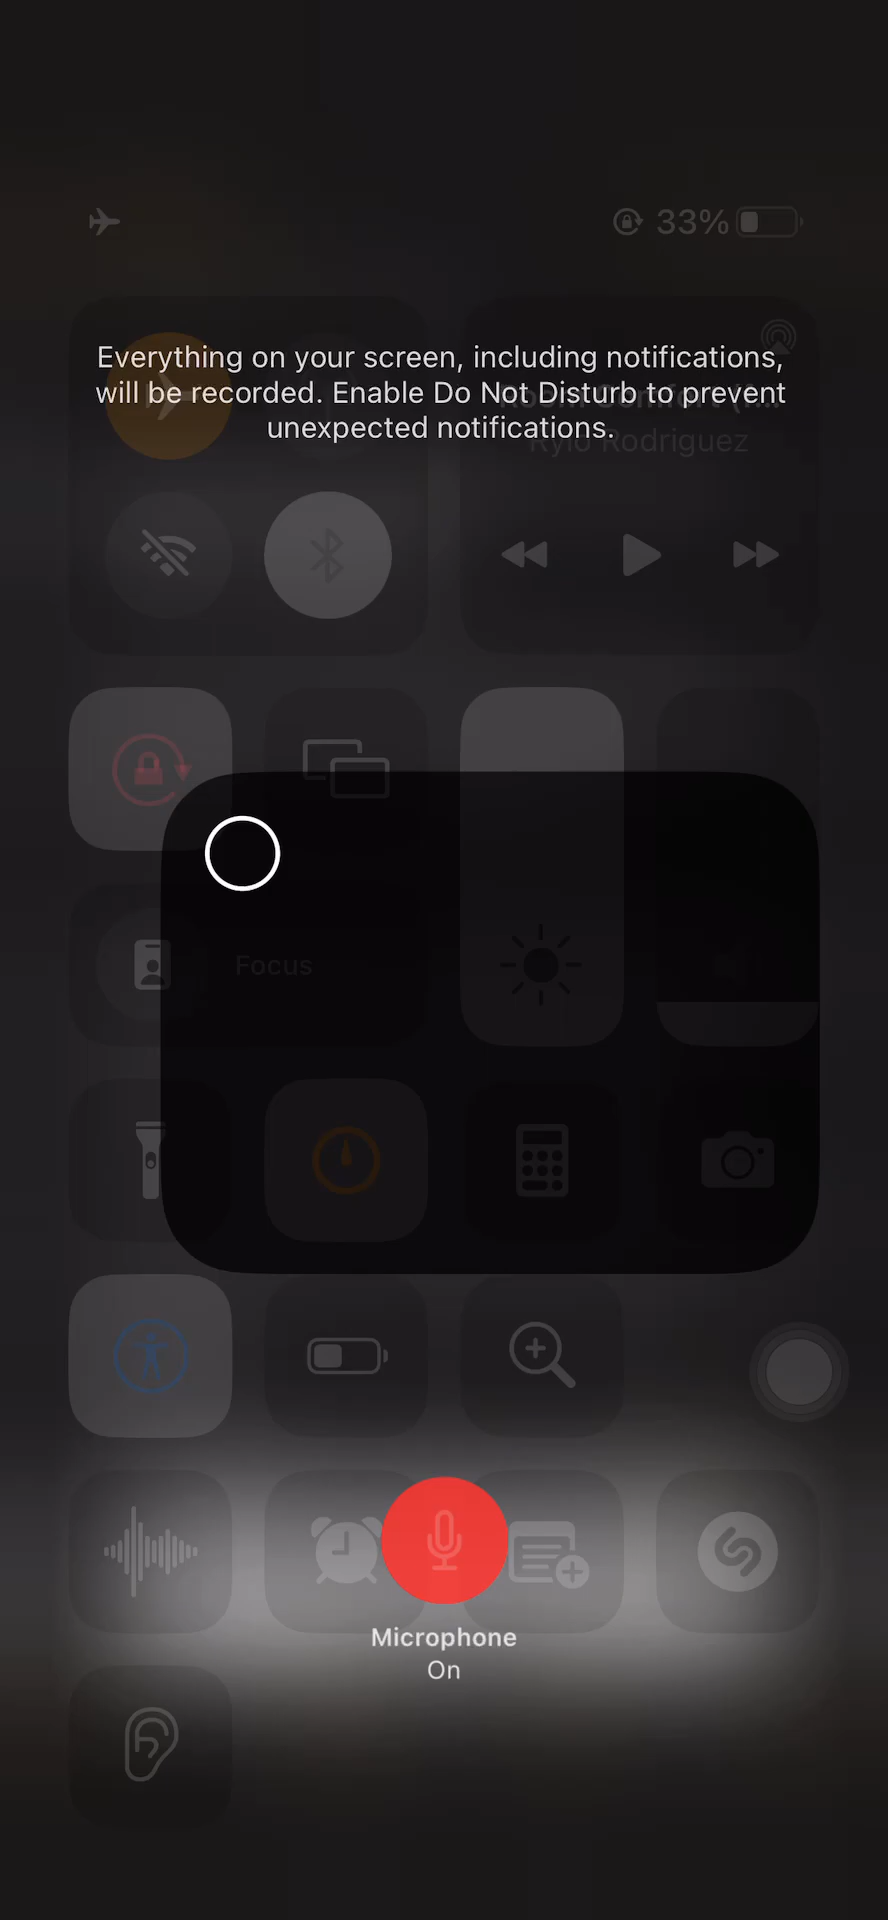 33%
Everything on your screen, including notifications,
will be recorded. Enable Do Not Disturb to prevent
unexpected notifications.
Rylo Rodriguez
Focus
Microphone
On